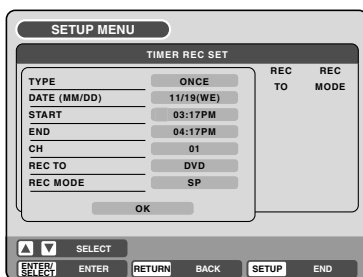 SETUP MENU
TIMER REC SET
REC REC
TO MODE
TYPE ONCE
DATE (MM/DD) 11/19(WE)
START 03:17PM
END 04:17PM
CH 01
REC TO DVD
REC MODE SP
OK
SELECT
ENTER/SELECT ENTER RETURN BACK SETUP END